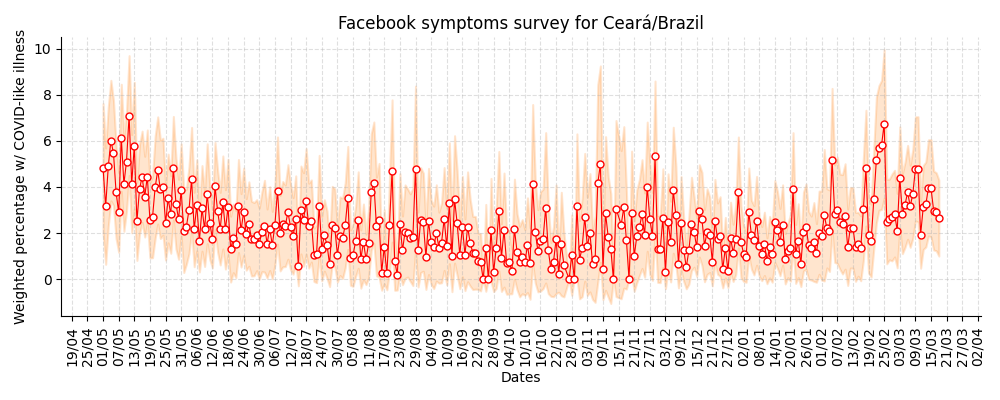 Facebook symptoms survey for Ceará/Brazil
Weighted percentage w/ COVID-like illness
10
8
6
4
2
0
19/04 25/04 01/05 07/05 13/05 19/05 25/05 31/05 06/06 12/06 18/06 24/06 30/06 06/07 12/07 18/07 24/07 30/07 05/08 11/08 17/08 23/08 29/08 04/09 10/09 16/09 22/09 28/09 04/10 10/10 16/10 22/10 28/10 03/11 09/11 15/11 21/11 27/11 03/12 09/12 15/12 21/12 27/12 02/01 08/01 14/01 20/01 26/01 01/02 07/02 13/02 19/02 25/02 03/03 09/03 15/03 21/03 27/03 02/04
Dates